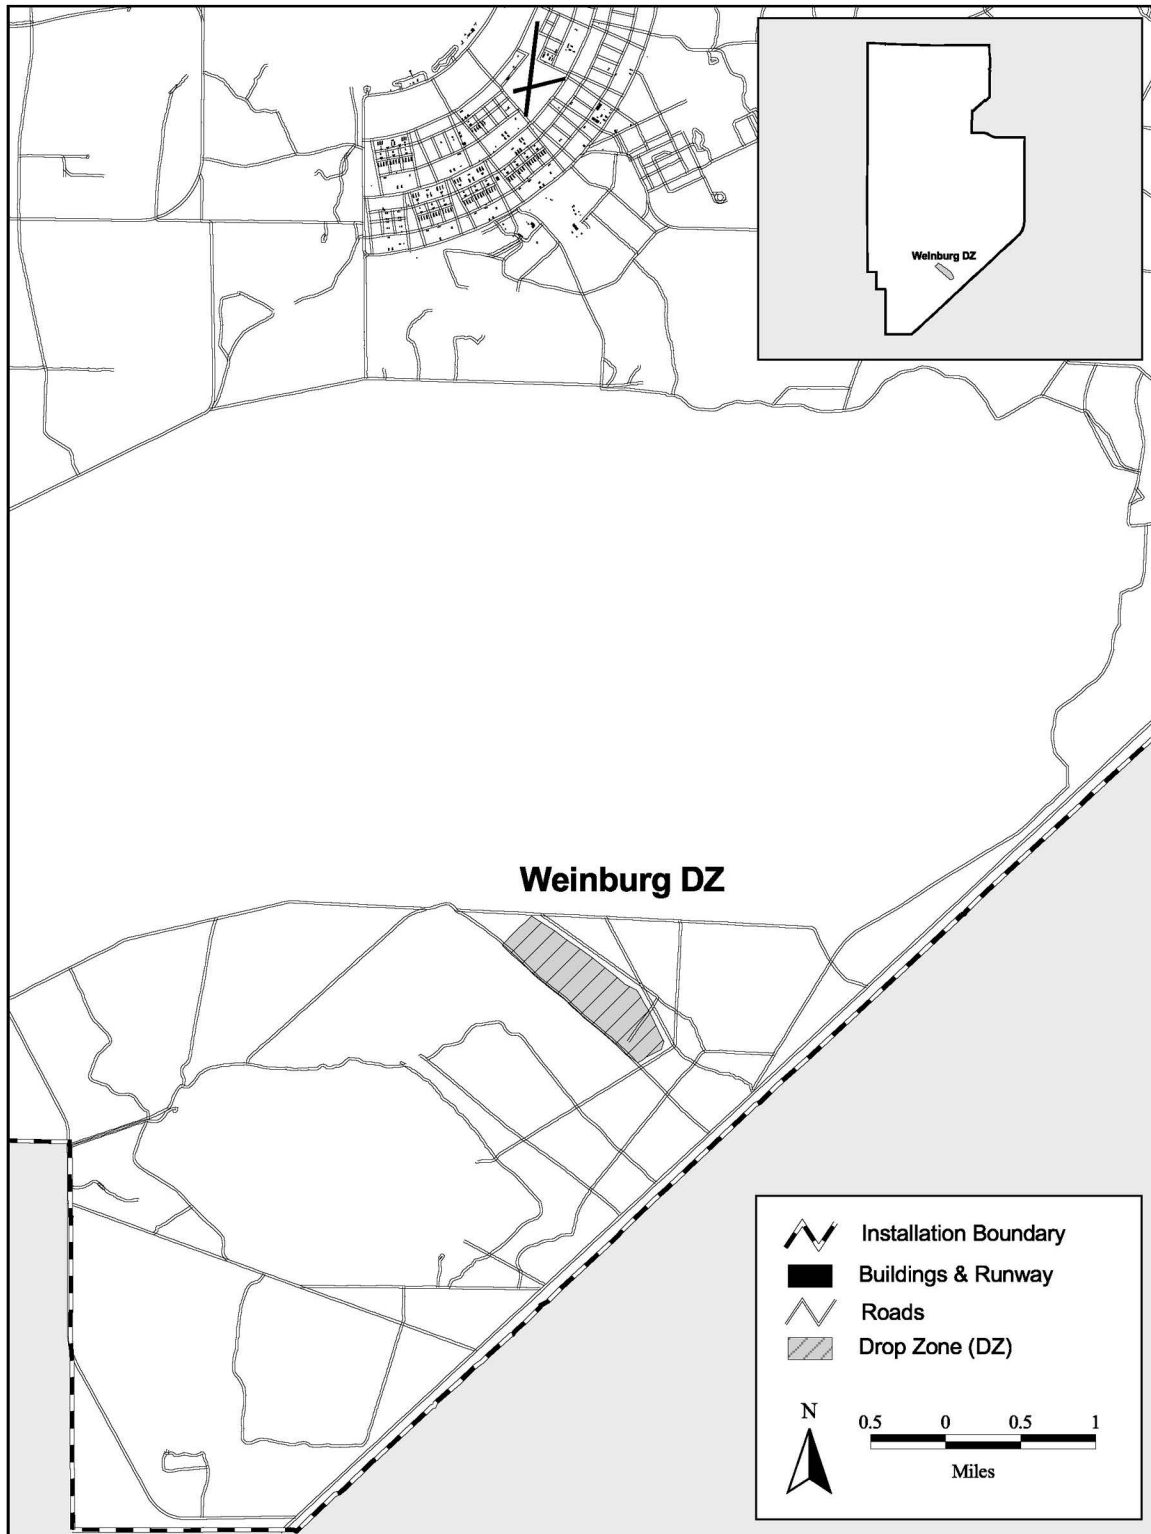 Weinburg DZ
Weinburg DZ
Installation Boundary
Buildings & Runway
Roads
Drop Zone (DZ)
N
0.5 0 0.5 1
Miles